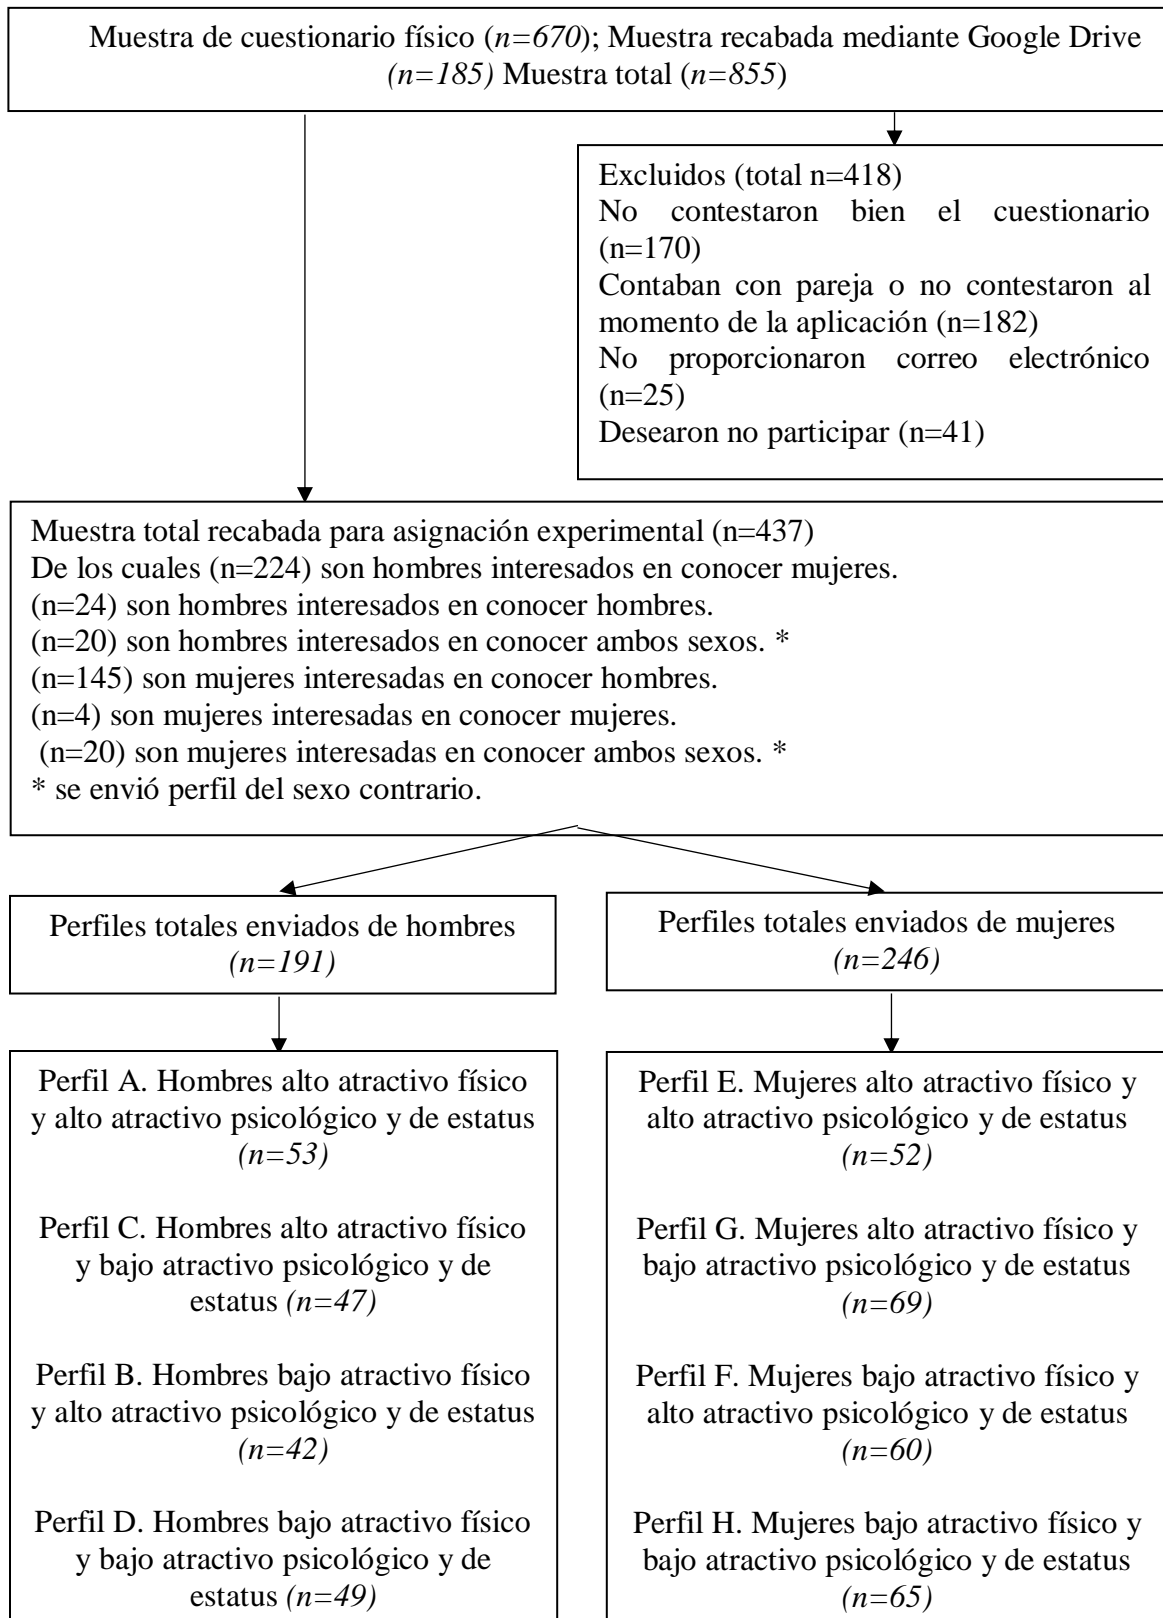 Muestra de cuestionario físico (n=670); Muestra recabada mediante Google Drive
(n=185) Muestra total (n=855)
Excluidos (total n=418)
No contestaron bien el cuestionario
(n=170)
Contaban con pareja o no contestaron al
momento de la aplicación (n=182)
No proporcionaron correo electrónico
(n=25)
Desearon no participar (n=41)
Muestra total recabada para asignación experimental (n=437)
De los cuales (n=224) son hombres interesados en conocer mujeres.
(n=24) son hombres interesados en conocer hombres.
(n=20) son hombres interesados en conocer ambos sexos. *
(n=145) son mujeres interesadas en conocer hombres.
(n=4) son mujeres interesadas en conocer mujeres.
(n=20) son mujeres interesadas en conocer ambos sexos. *
* se envió perfil del sexo contrario.
Perfiles totales enviados de hombres
(n=191)
Perfiles totales enviados de mujeres
(n=246)
Perfil A. Hombres alto atractivo físico
y alto atractivo psicológico y de estatus
(n=53)
Perfil C. Hombres alto atractivo físico
y bajo atractivo psicológico y de
estatus (n=47)
Perfil B. Hombres bajo atractivo físico
y alto atractivo psicológico y de estatus
(n=42)
Perfil D. Hombres bajo atractivo físico
y bajo atractivo psicológico y de
estatus (n=49)
Perfil E. Mujeres alto atractivo físico y
alto atractivo psicológico y de estatus
(n=52)
Perfil G. Mujeres alto atractivo físico y
bajo atractivo psicológico y de estatus
(n=69)
Perfil F. Mujeres bajo atractivo físico y
alto atractivo psicológico y de estatus
(n=60)
Perfil H. Mujeres bajo atractivo físico y
bajo atractivo psicológico y de estatus
(n=65)